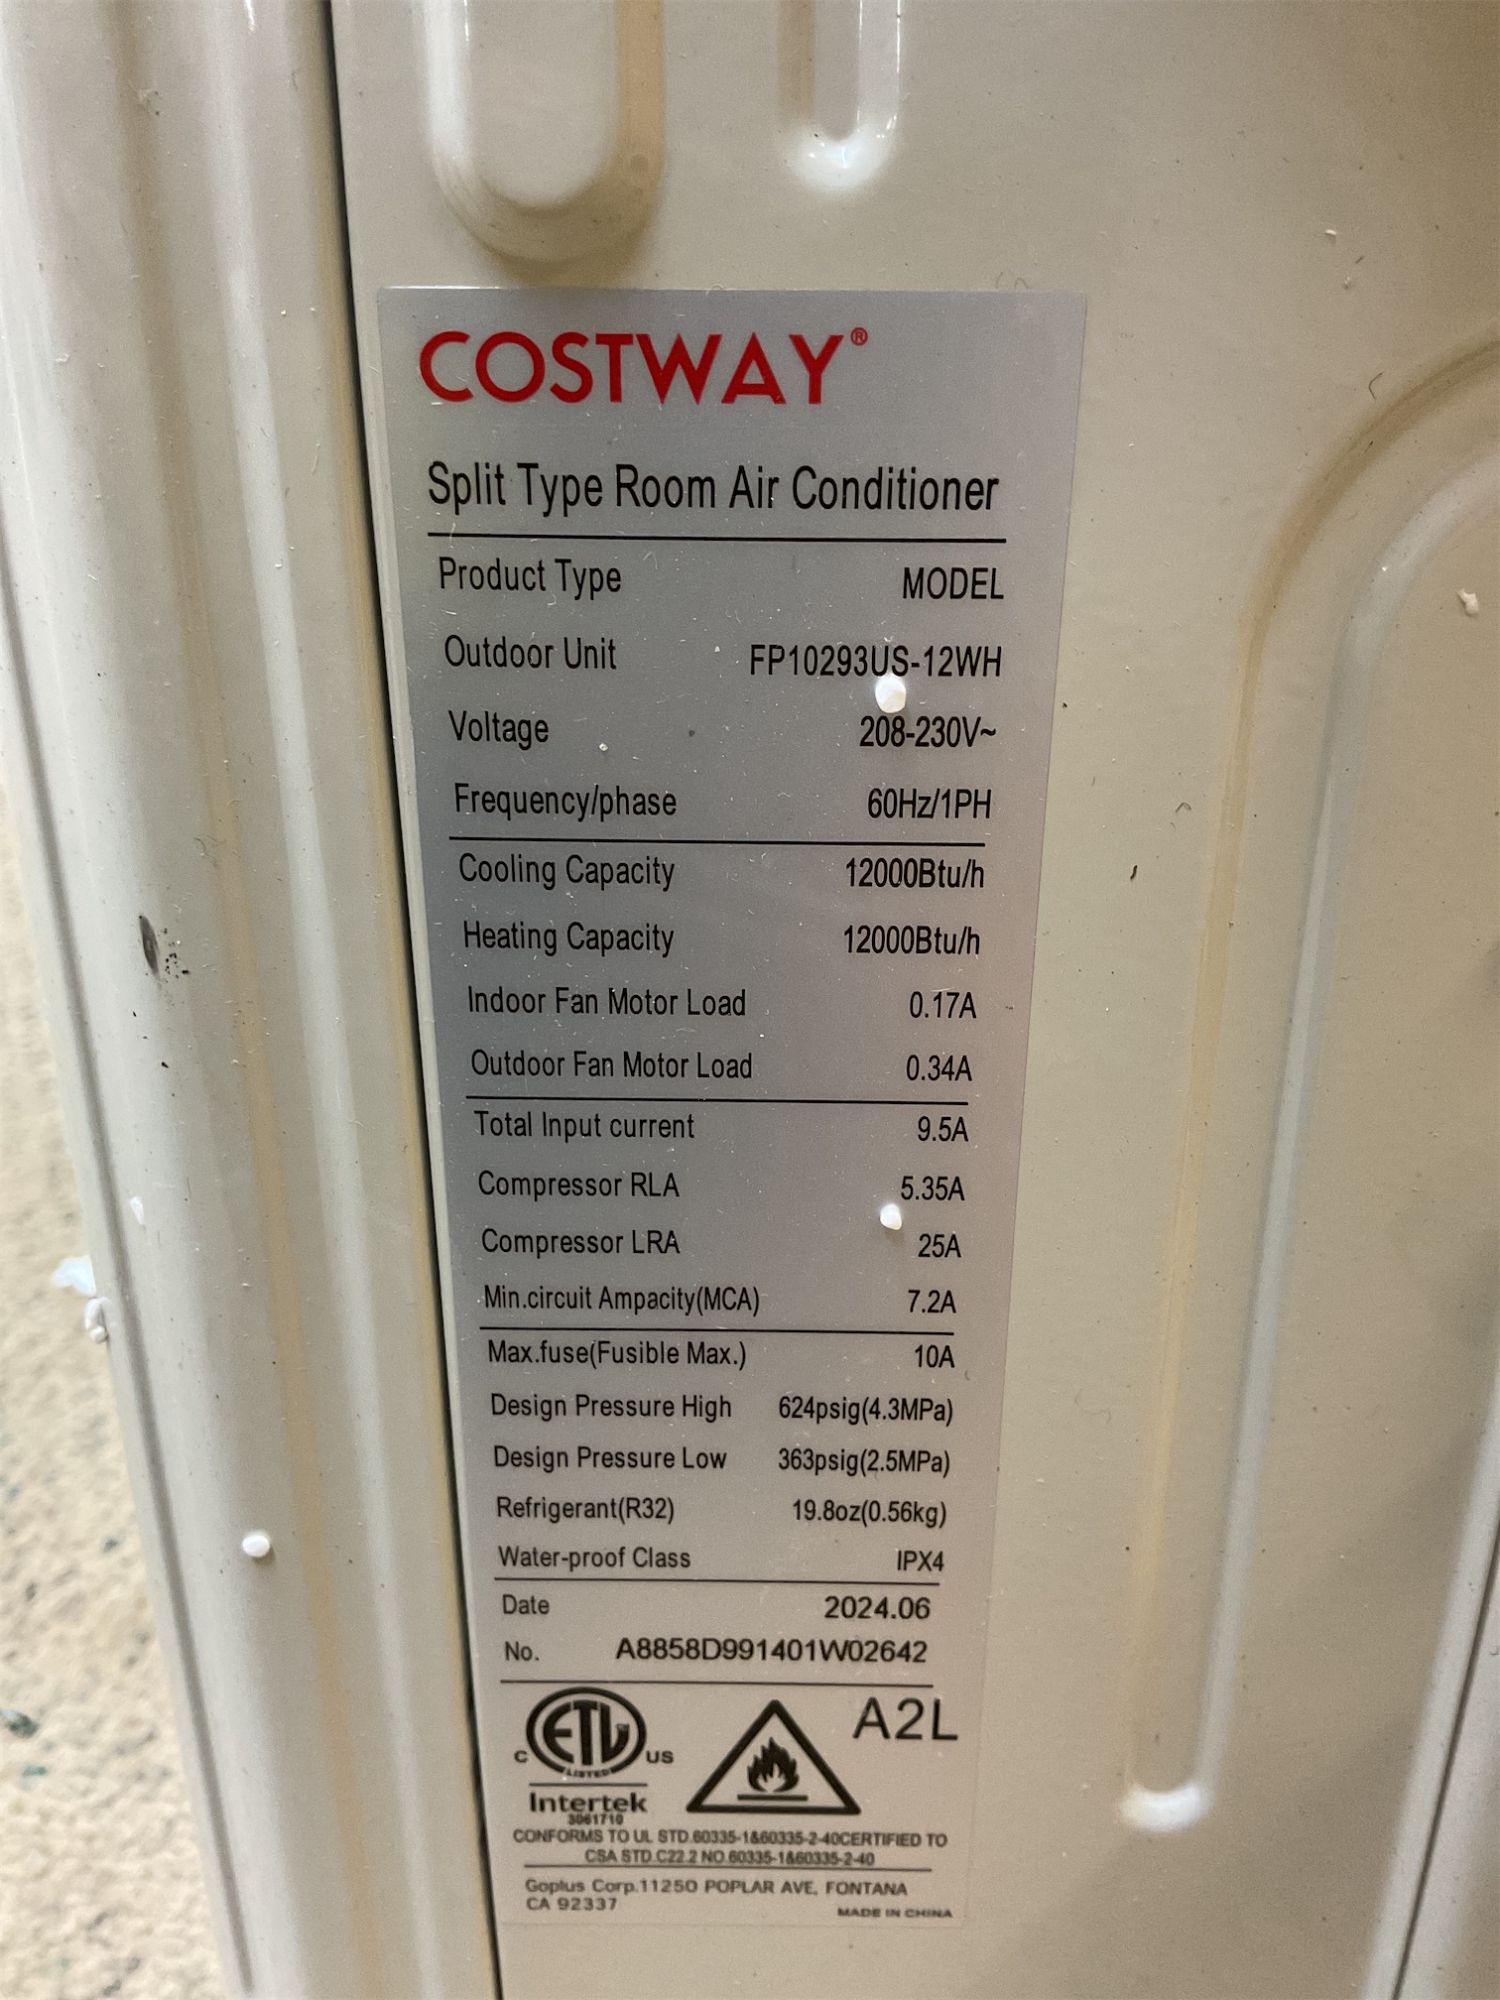 COSTWAY®
Split Type Room Air Conditioner
Product Type MODEL
Outdoor Unit FP10293US-12WH
Voltage 208-230V~
Frequency/phase 60Hz/1PH
Cooling Capacity 12000Btu/h
Heating Capacity 12000Btu/h
Indoor Fan Motor Load 0.17A
Outdoor Fan Motor Load 0.34A
Total Input current 9.5A
Compressor RLA 5.35A
Compressor LRA 25A
Min.circuit Ampacity(MCA) 7.2A
Max.fuse(Fusible Max.) 10A
Design Pressure High 624psig(4.3MPa)
Design Pressure Low 363psig(2.5MPa)
Refrigerant(R32) 19.8oz(0.56kg)
Water-proof Class IPX4
Date 2024.06
No. A8858D991401W02642
A2L
C ETL US
LISTED
Intertek
3061710
CONFORMS TO UL STD.60335-1&60335-2-40CERTIFIED TO
CSA STD.C22.2 NO.60335-1&60335-2-40
Goplus Corp.11250 POPLAR AVE, FONTANA
CA 92337
MADE IN CHINA